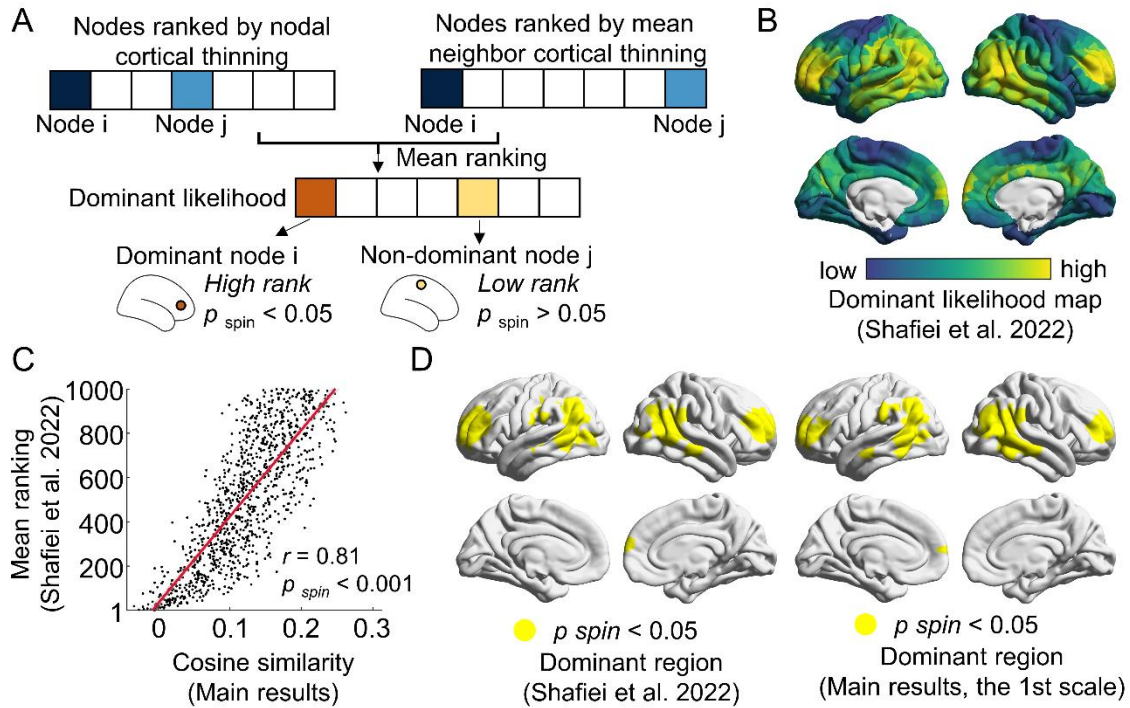 A
Nodes ranked by nodal
cortical thinning
Node i
Node j
Nodes ranked by mean
neighbor cortical thinning
Node i
Node j
Mean ranking
Dominant likelihood
Dominant node i
High rank
p spin < 0.05
Non-dominant node j
Low rank
p spin > 0.05
B
low
high
Dominant likelihood map
(Shafiei et al. 2022)
C
Mean ranking
(Shafiei et al. 2022)
1000
800
600
400
200
1
r = 0.81
p spin < 0.001
0 0.1 0.2 0.3
Cosine similarity
(Main results)
D
p spin < 0.05
Dominant region
(Shafiei et al. 2022)
p spin < 0.05
Dominant region
(Main results, the 1st scale)